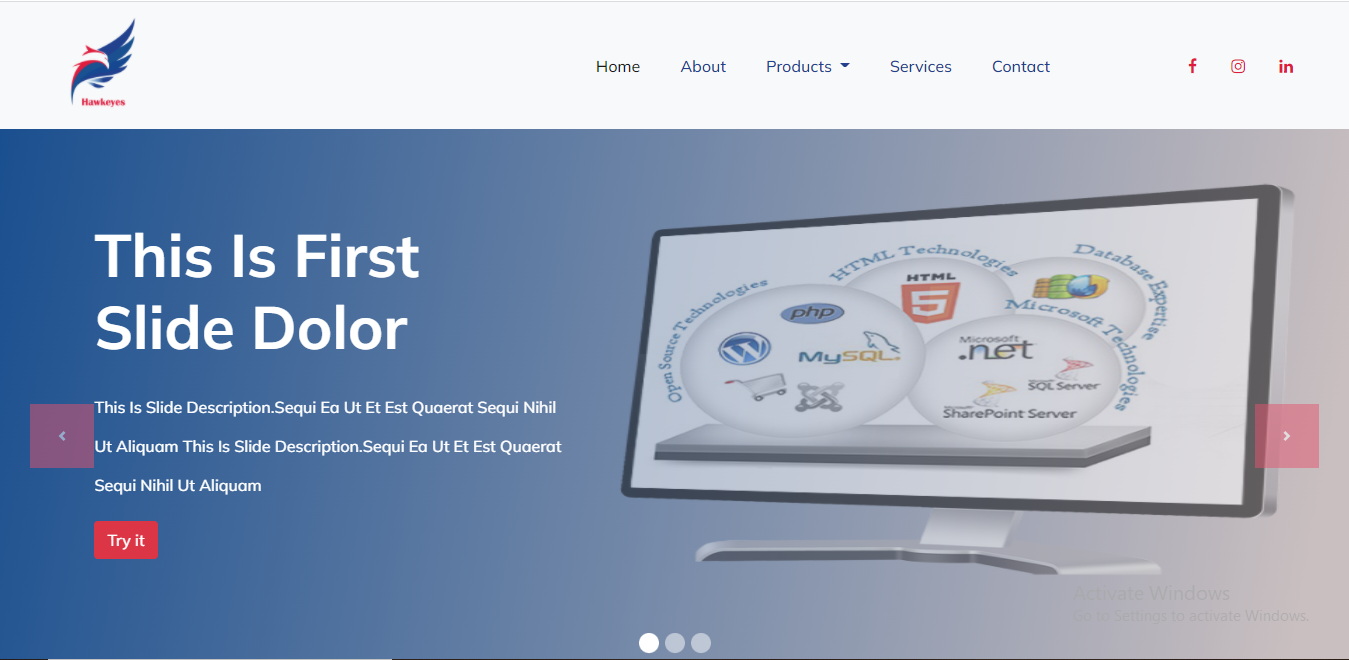 Hawkeyes
Home
About
Products
Services
Contact
This Is First
Slide Dolor
This Is Slide Description.Sequi Ea Ut Et Est Quaerat Sequi Nihil
Ut Aliquam This Is Slide Description.Sequi Ea Ut Et Est Quaerat
Sequi Nihil Ut Aliquam
Try it
Open Source Technologies
php
MySQL.
HTML Technologies
HTML
5
Database Expertise
Microsoft Technologies
Microsoft
.net
Microsoft
SQL Server
Microsoft
SharePoint Server
Activate Windows
Go to Settings to activate Windows.